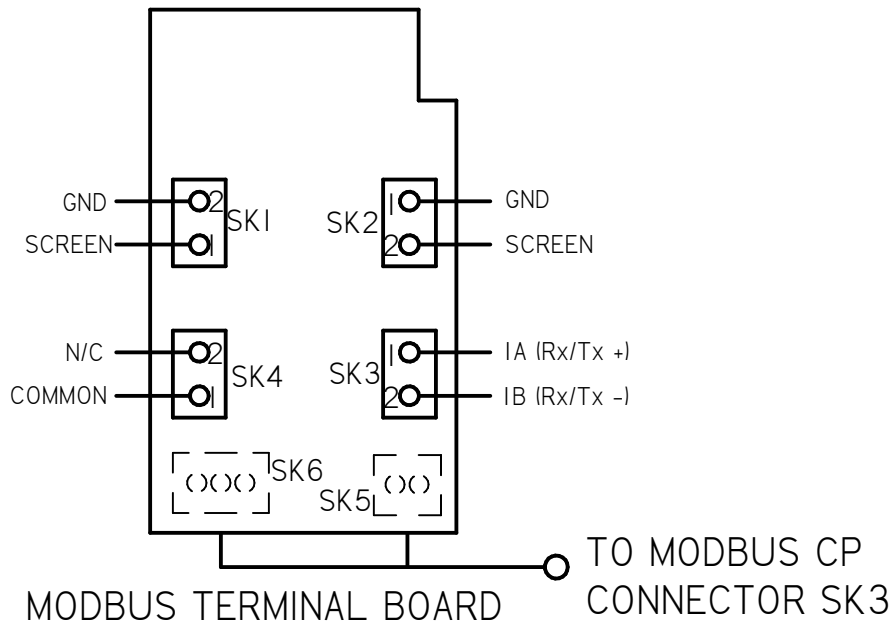 GND
2
SK1
SCREEN
1
1
GND
SK2
2
SCREEN
N/C
2
SK4
COMMON
1
1
1A (Rx/Tx +)
SK3
2
1B (Rx/Tx -)
SK6
SK5
TO MODBUS CP
CONNECTOR SK3
MODBUS TERMINAL BOARD